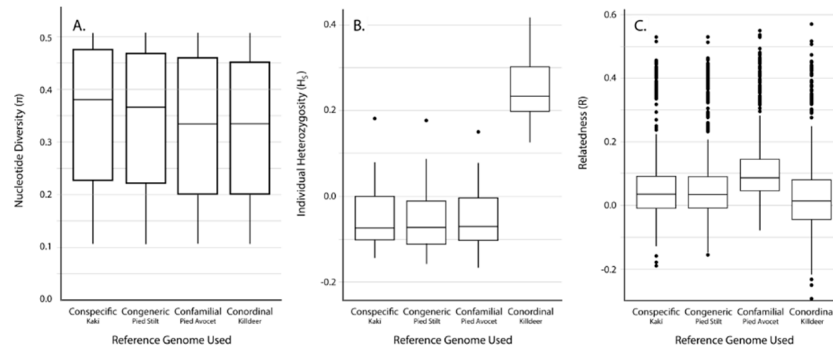 A.
Nucleotide Diversity (π)
0.5
0.4
0.3
0.2
0.1
0.0
Conspecific Congeneric Confamilial Conordinal
Kaki Pied Stilt Pied Avocet Killdeer
Reference Genome Used
B.
Individual Heterozygosity (HS)
0.4
0.2
0.0
-0.2
Conspecific Congeneric Confamilial Conordinal
Kaki Pied Stilt Pied Avocet Killdeer
Reference Genome Used
C.
Relatedness (R)
0.6
0.4
0.2
0.0
-0.2
Conspecific Congeneric Confamilial Conordinal
Kaki Pied Stilt Pied Avocet Killdeer
Reference Genome Used